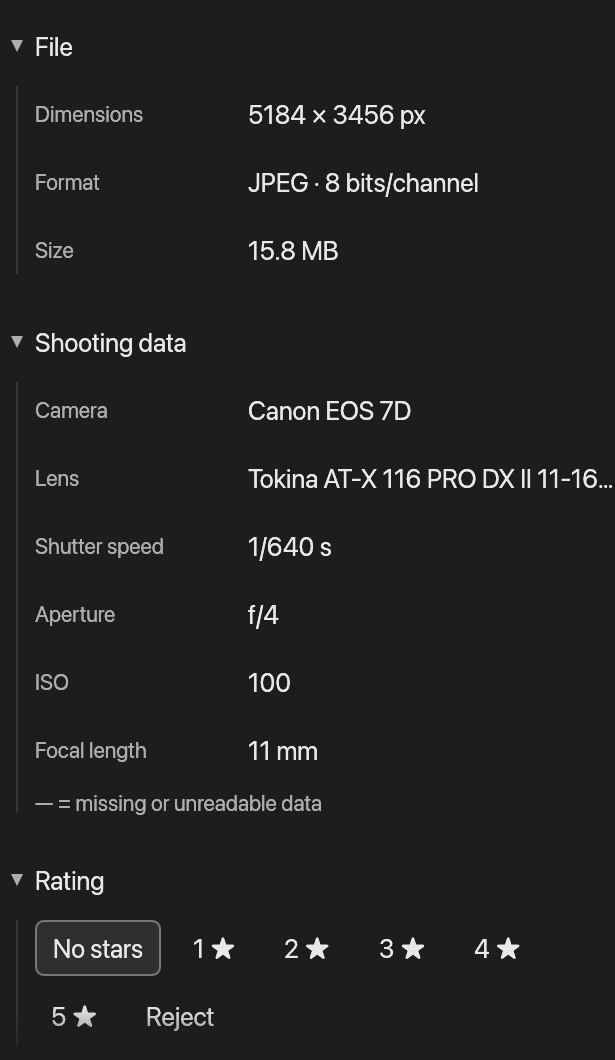 ▼ File
Dimensions 5184 × 3456 px
Format JPEG · 8 bits/channel
Size 15.8 MB
▼ Shooting data
Camera Canon EOS 7D
Lens Tokina AT-X 116 PRO DX II 11-16...
Shutter speed 1/640 s
Aperture f/4
ISO 100
Focal length 11 mm
— = missing or unreadable data
▼ Rating
No stars 1 ★ 2 ★ 3 ★ 4 ★
5 ★ Reject